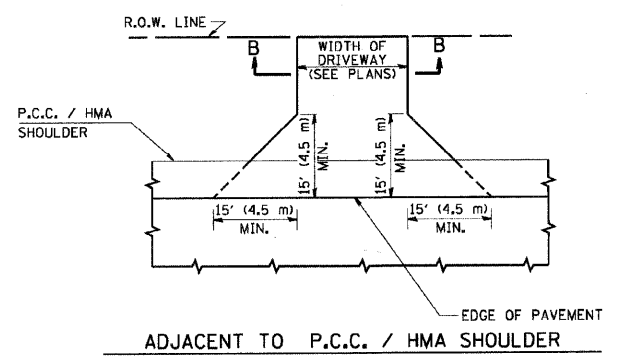 R.O.W. LINE
B
WIDTH OF
DRIVEWAY
(SEE PLANS)
B
P.C.C. / HMA
SHOULDER
15' (4.5 m)
MIN.
15' (4.5 m)
MIN.
15' (4.5 m)
MIN.
15' (4.5 m)
MIN.
EDGE OF PAVEMENT
ADJACENT TO P.C.C. / HMA SHOULDER